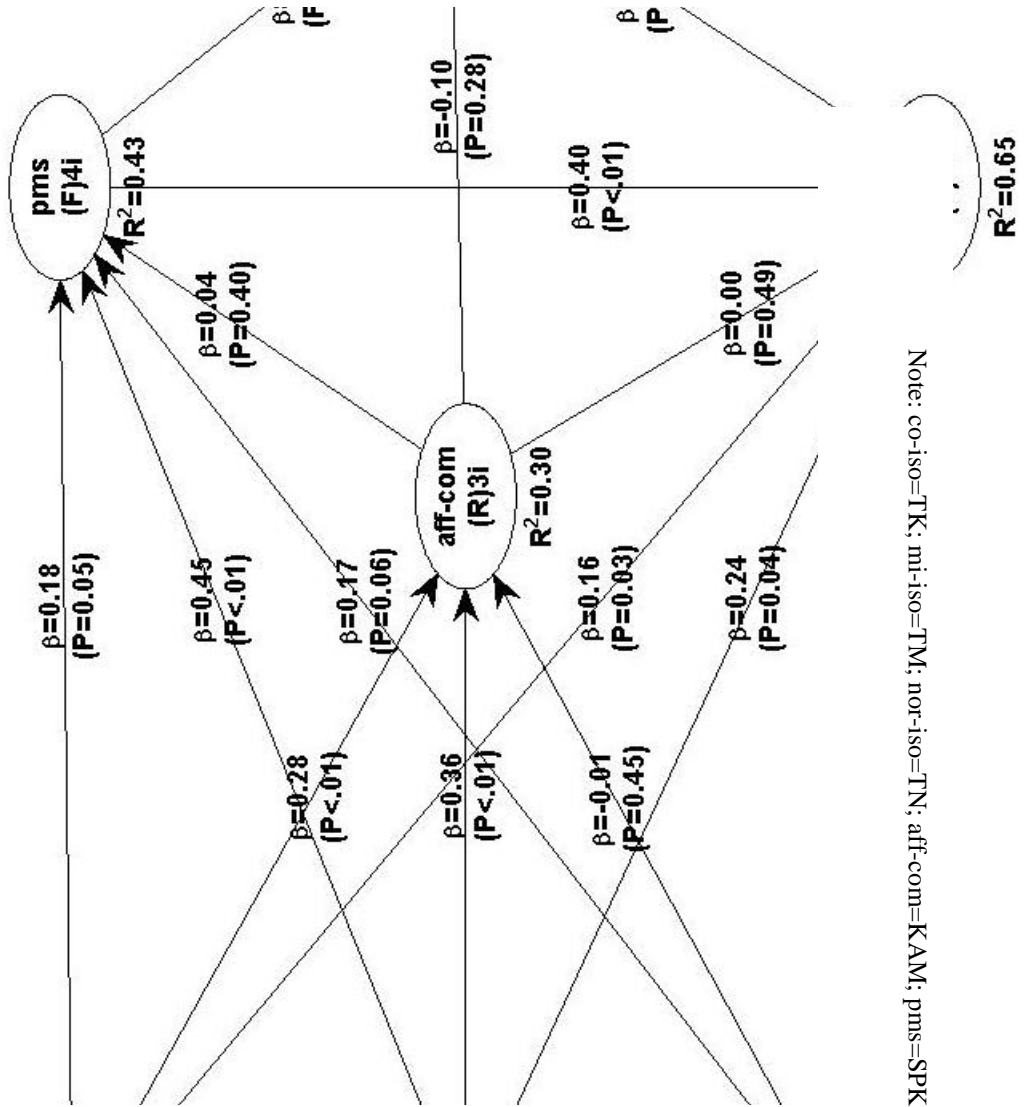 pms
(F)4i
R²=0.43
β=-0.10
(P=0.28)
β=0.40
(P<.01)
R²=0.65
β=0.04
(P=0.40)
β=0.00
(P=0.49)
aff-com
(R)3i
R²=0.30
β=0.18
(P=0.05)
β=0.45
(P<.01)
β=0.17
(P=0.06)
β=0.16
(P=0.03)
β=0.24
(P=0.04)
β=0.28
(P<.01)
β=0.36
(P<.01)
β=-0.01
(P=0.45)
Note: co-iso=TK; mi-iso=TM; nor-iso=TN; aff-com=KAM; pms=SPK